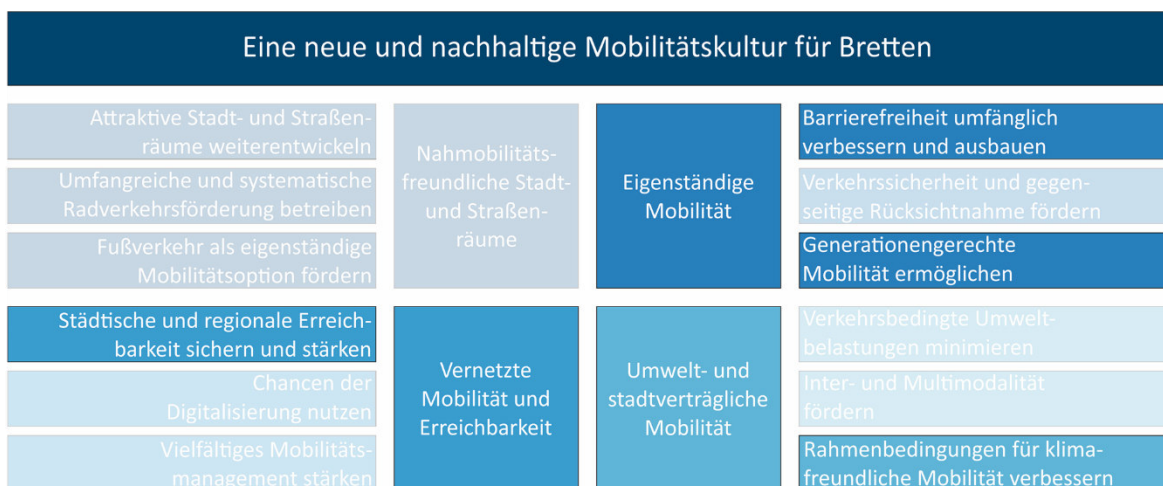 Eine neue und nachhaltige Mobilitätskultur für Bretten
Attraktive Stadt- und Straßen-
räume weiterentwickeln
Umfangreiche und systematische
Radverkehrsförderung betreiben
Fußverkehr als eigenständige
Mobilitätsoption fördern
Nahmobilitäts-
freundliche Stadt-
und Straßen-
räume
Eigenständige
Mobilität
Barrierefreiheit umfänglich
verbessern und ausbauen
Verkehrssicherheit und gegen-
seitige Rücksichtnahme fördern
Generationengerechte
Mobilität ermöglichen
Städtische und regionale Erreich-
barkeit sichern und stärken
Chancen der
Digitalisierung nutzen
Vielfältiges Mobilitäts-
management stärken
Vernetzte
Mobilität und
Erreichbarkeit
Umwelt- und
stadtverträgliche
Mobilität
Verkehrsbedingte Umwelt-
belastungen minimieren
Inter- und Multimodalität
fördern
Rahmenbedingungen für klima-
freundliche Mobilität verbessern